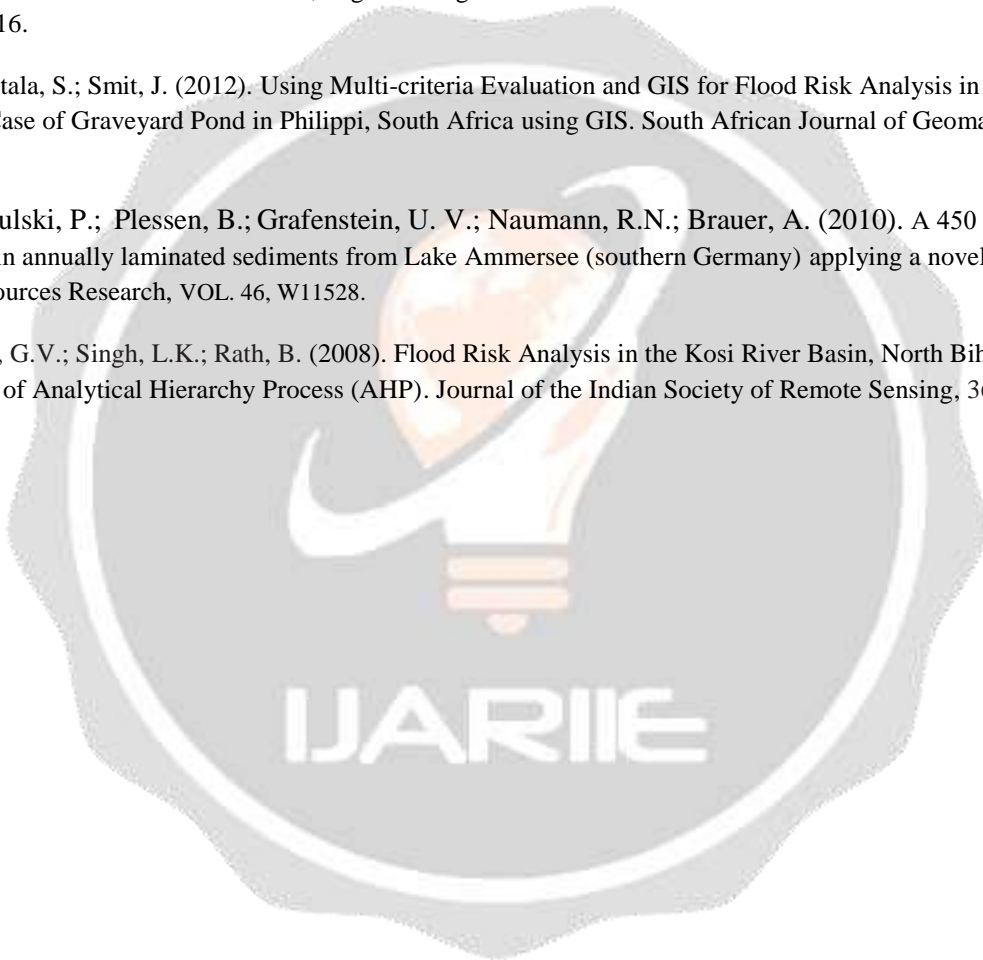 16.
tala, S.; Smit, J. (2012). Using Multi-criteria Evaluation and GIS for Flood Risk Analysis in
Case of Graveyard Pond in Philippi, South Africa using GIS. South African Journal of Geoma
ulski, P.; Plessen, B.; Grafenstein, U. V.; Naumann, R.N.; Brauer, A. (2010). A 450
in annually laminated sediments from Lake Ammersee (southern Germany) applying a novel
ources Research, VOL. 46, W11528.
, G.V.; Singh, L.K.; Rath, B. (2008). Flood Risk Analysis in the Kosi River Basin, North Bih
of Analytical Hierarchy Process (AHP). Journal of the Indian Society of Remote Sensing, 36
IJARIIE